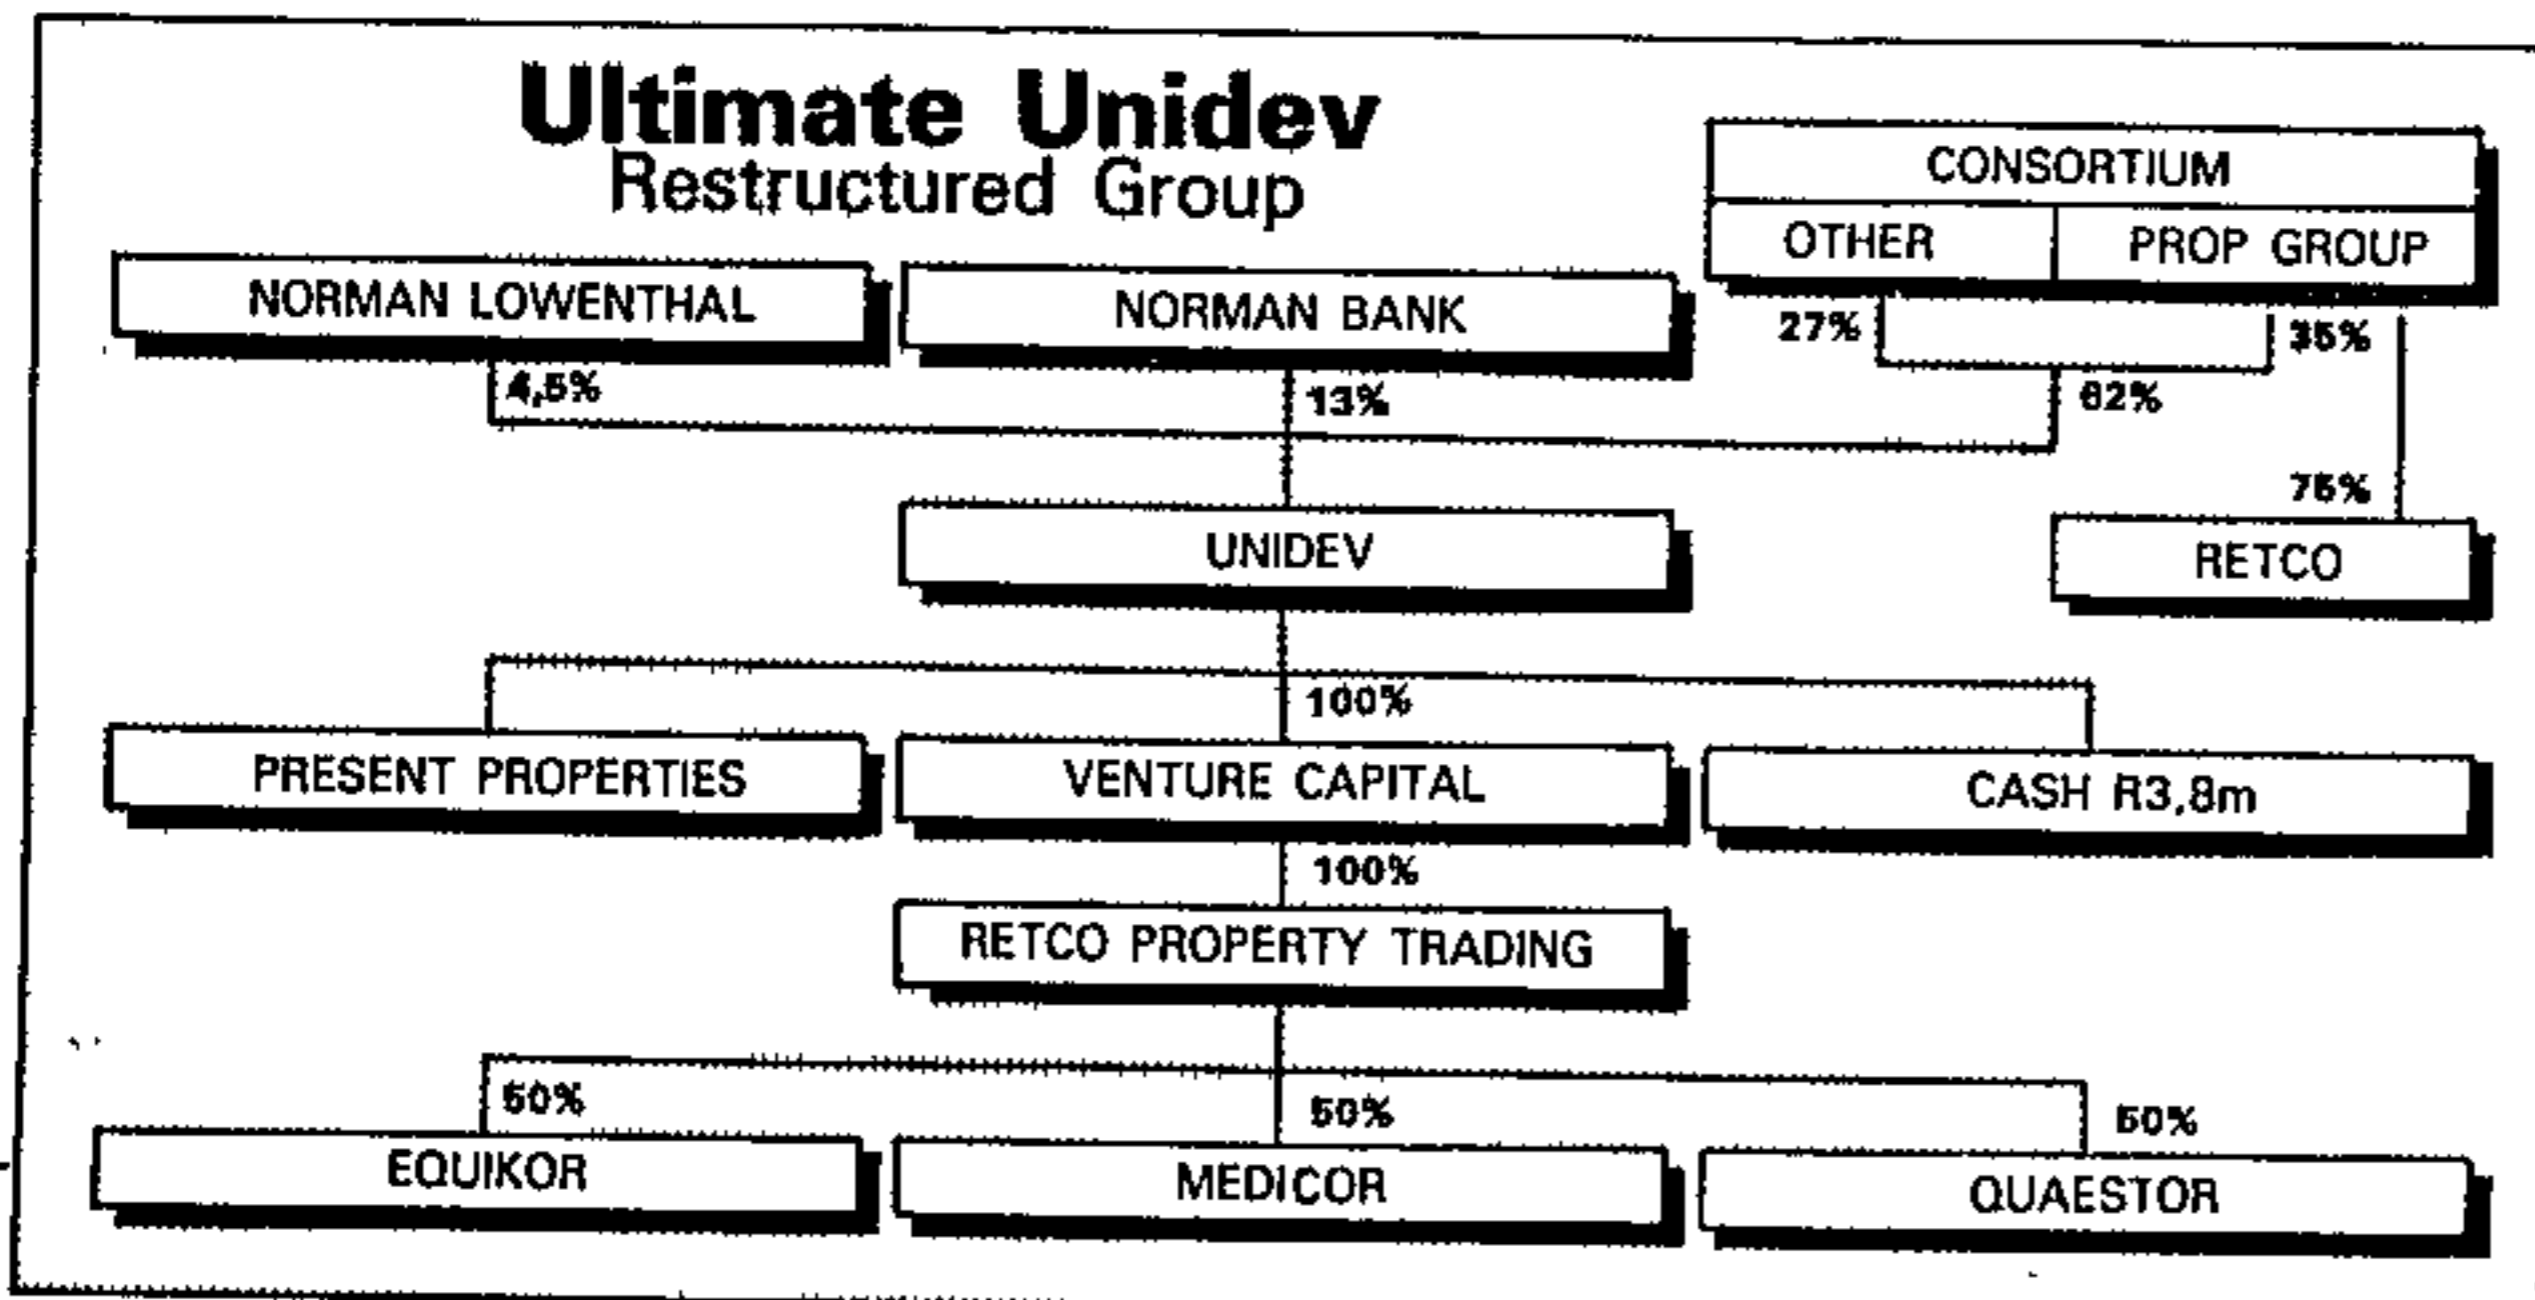 Ultimate Unidev
Restructured Group
CONSORTIUM
OTHER
PROP GROUP
NORMAN LOWENTHAL
NORMAN BANK
27%
35%
4,5%
13%
62%
75%
UNIDEV
RETCO
100%
PRESENT PROPERTIES
VENTURE CAPITAL
CASH R3,8m
100%
RETCO PROPERTY TRADING
50%
50%
50%
EQUIKOR
MEDICOR
QUAESTOR